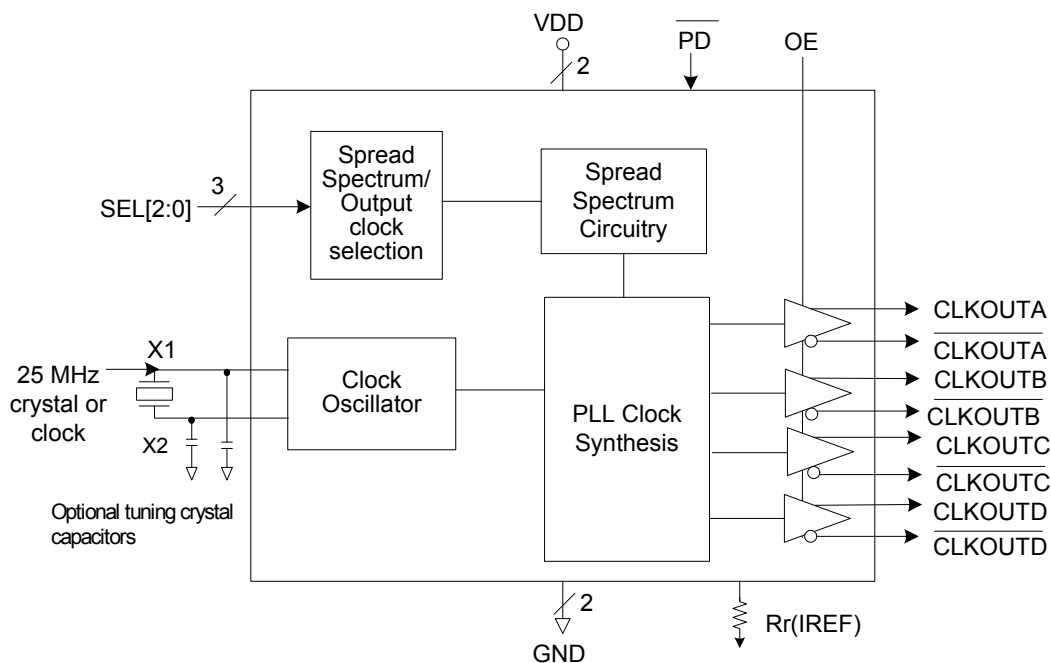 VDD
PD
OE
2
Spread
Spectrum/
Output
clock
selection
Spread
Spectrum
Circuitry
3
SEL[2:0]
CLKOUTA
CLKOUTA
CLKOUTB
CLKOUTB
CLKOUTC
CLKOUTC
CLKOUTD
CLKOUTD
X1
25 MHz
crystal or
clock
X2
Clock
Oscillator
PLL Clock
Synthesis
Optional tuning crystal
capacitors
2
GND
Rr(IREF)